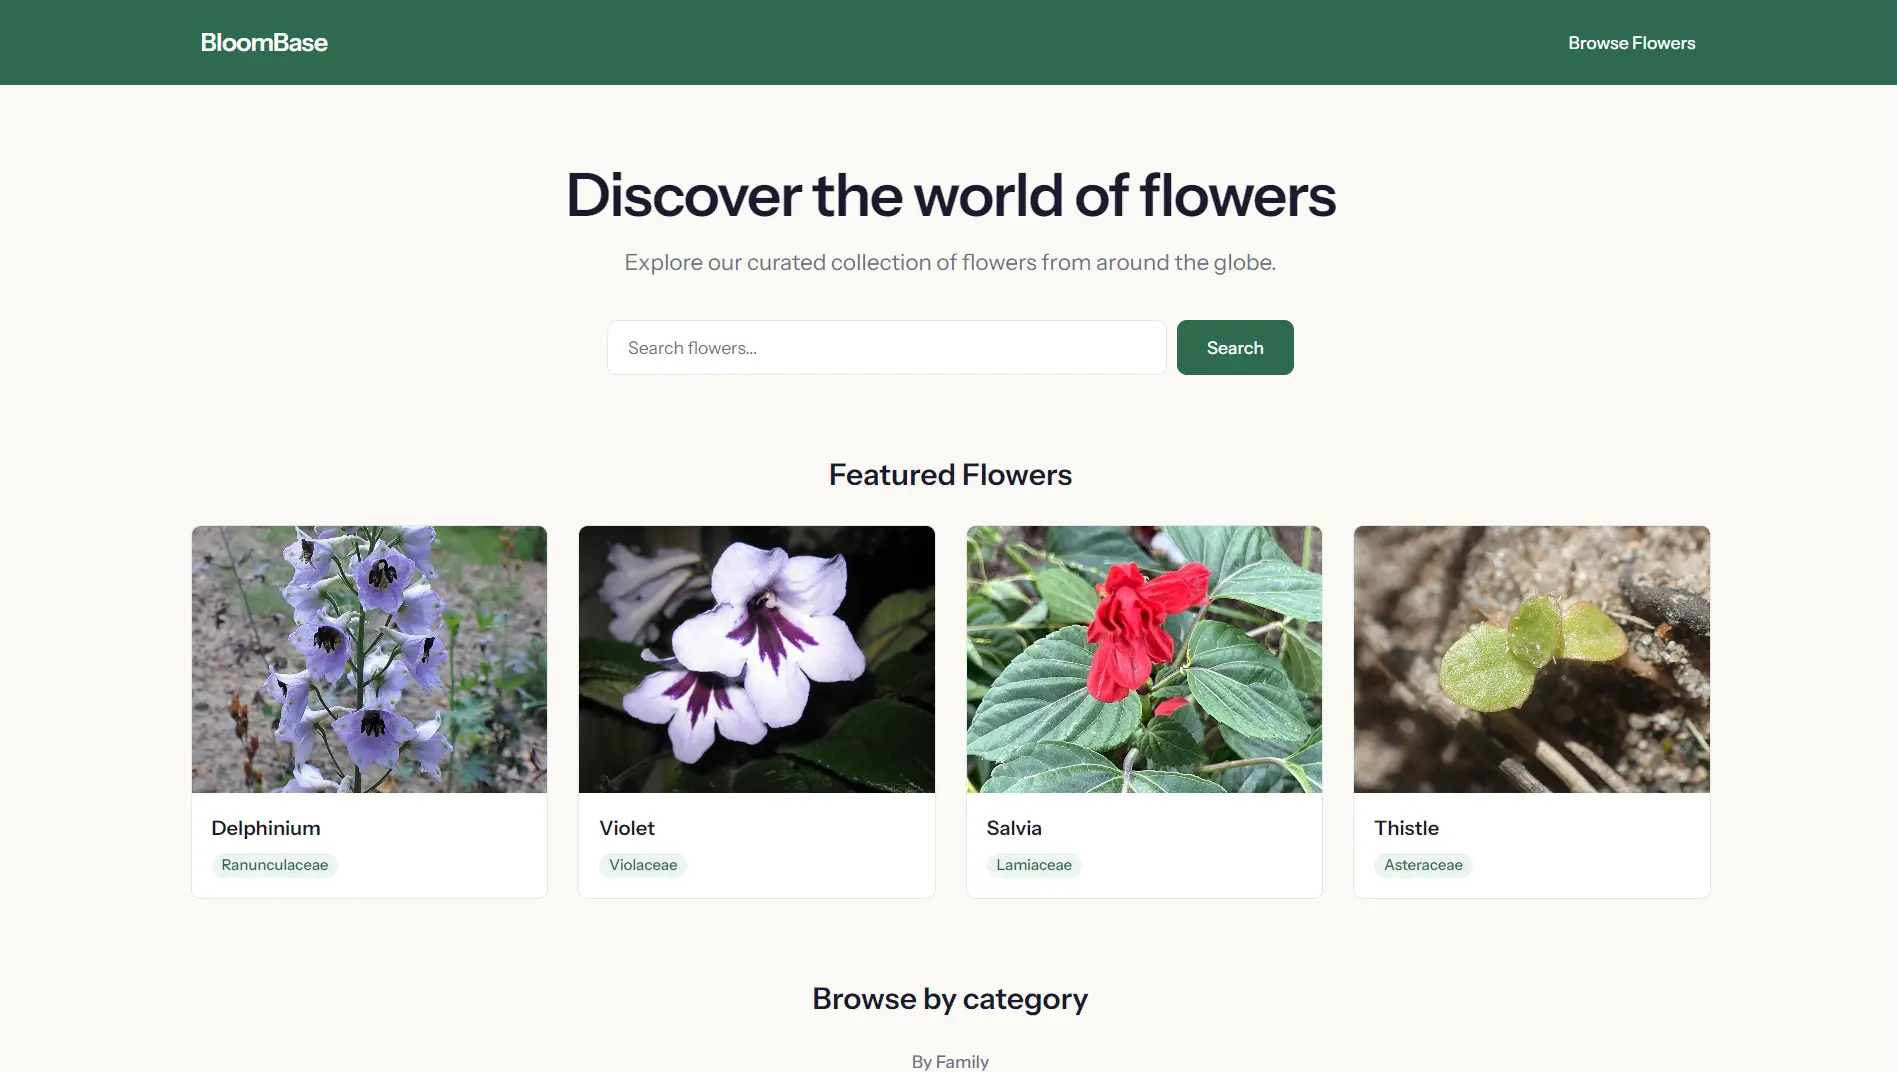 BloomBase
Browse Flowers
Discover the world of flowers
Explore our curated collection of flowers from around the globe.
Search flowers...
Search
Featured Flowers
Delphinium
Ranunculaceae
Violet
Violaceae
Salvia
Lamiaceae
Thistle
Asteraceae
Browse by category
By Family